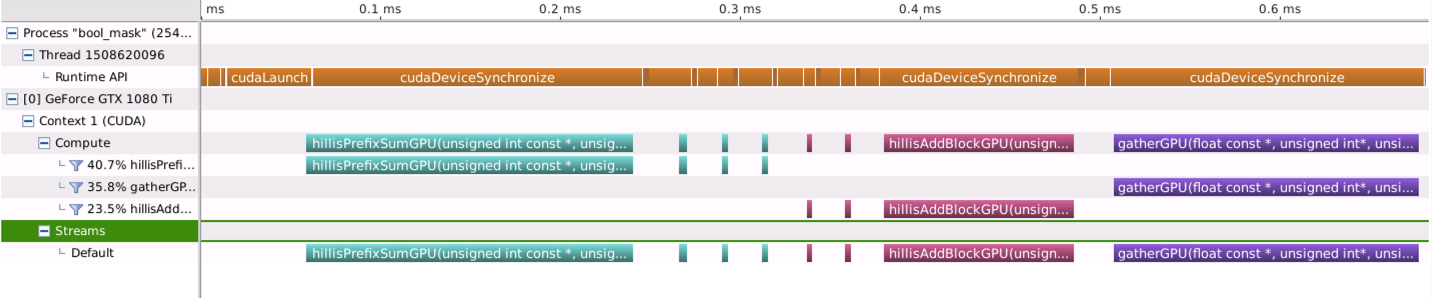 ms 0.1 ms 0.2 ms 0.3 ms 0.4 ms 0.5 ms 0.6 ms
Process "bool_mask" (254...
Thread 1508620096
Runtime API cudaLaunch cudaDeviceSynchronize cudaDeviceSynchronize cudaDeviceSynchronize
[0] GeForce GTX 1080 Ti
Context 1 (CUDA)
Compute hillisPrefixSumGPU(unsigned int const *, unsig... hillisAddBlockGPU(unsign... gatherGPU(float const *, unsigned int*, unsi...
40.7% hillisPrefi... hillisPrefixSumGPU(unsigned int const *, unsig...
35.8% gatherGP... gatherGPU(float const *, unsigned int*, unsi...
23.5% hillisAdd... hillisAddBlockGPU(unsign...
Streams
Default hillisPrefixSumGPU(unsigned int const *, unsig... hillisAddBlockGPU(unsign... gatherGPU(float const *, unsigned int*, unsi...